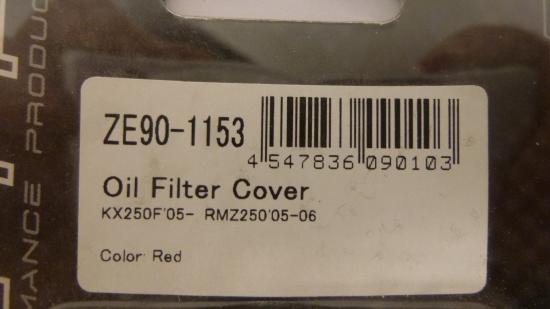 MANCE PRODUC
ZE90-1153
4 547836 090103
Oil Filter Cover
KX250F'05- RMZ250'05-06
Color: Red